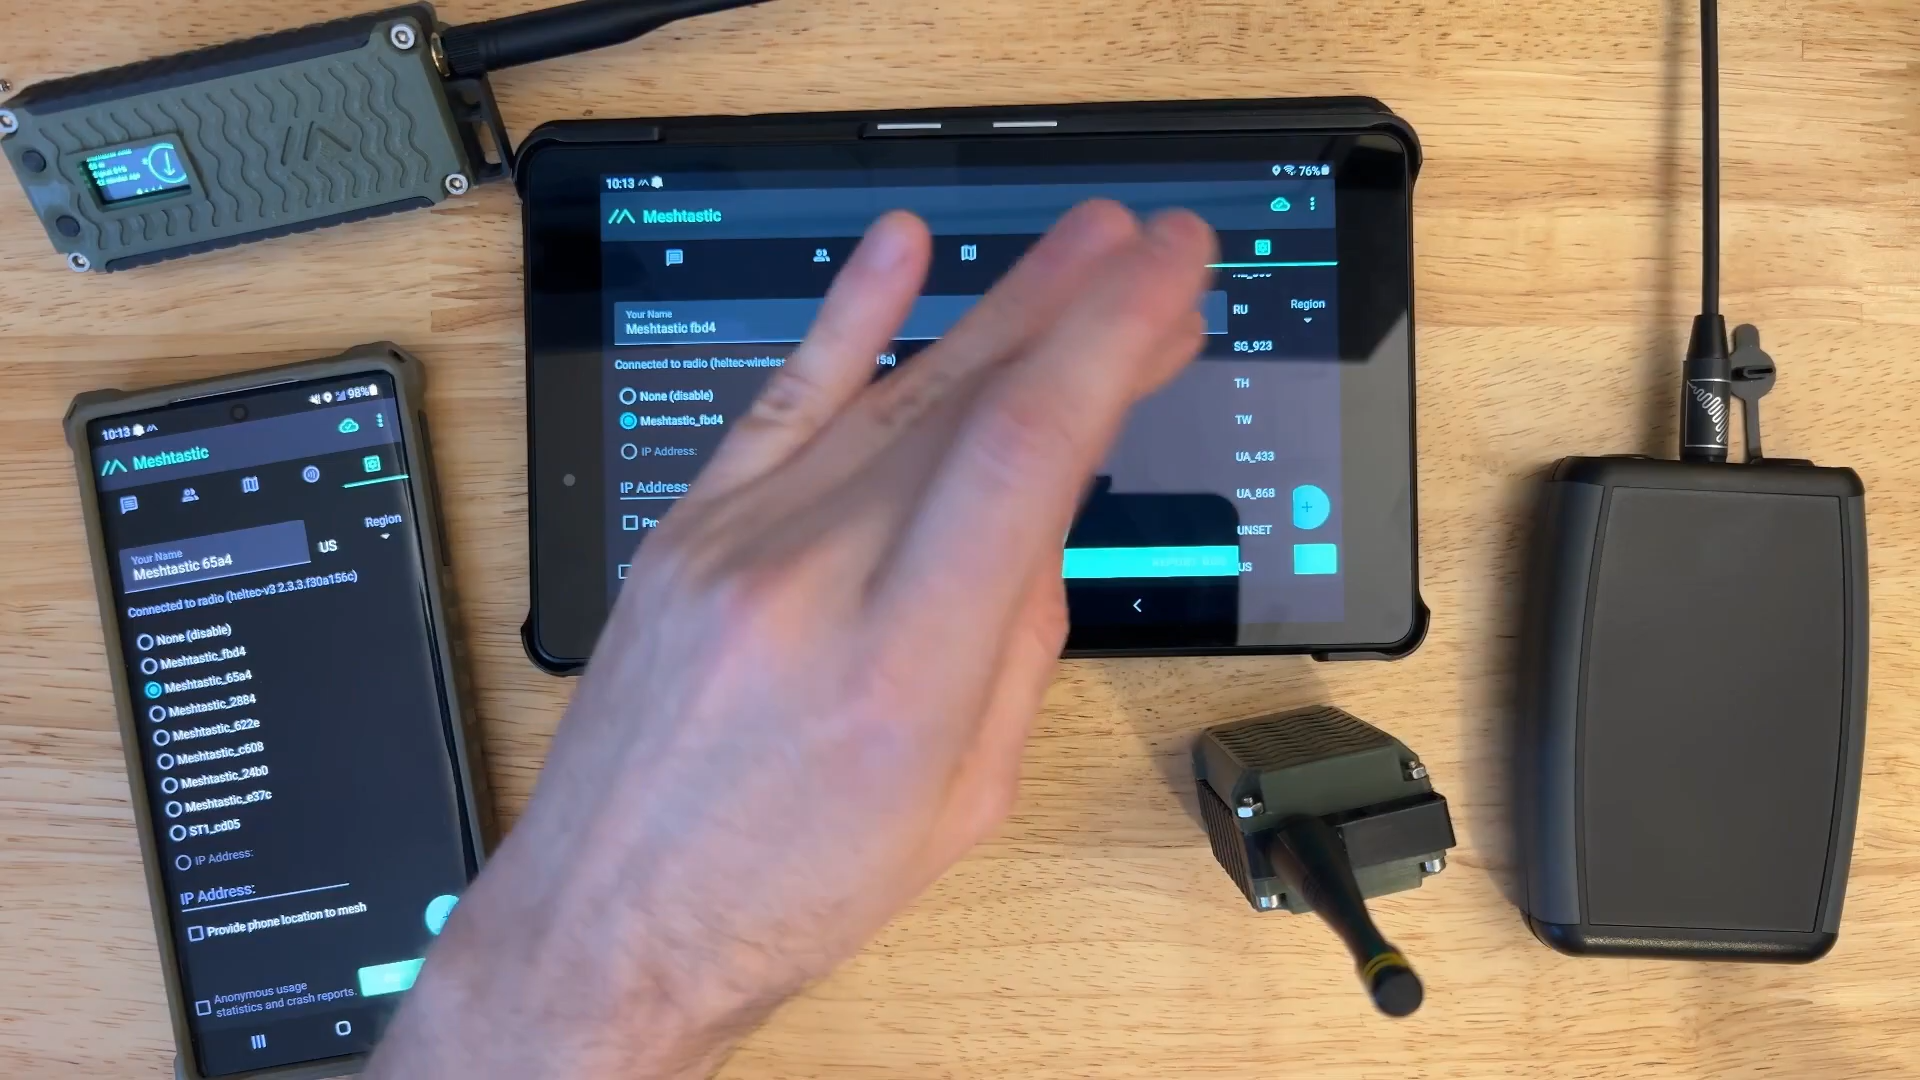 10:13
76%
Meshtastic
Your Name
Meshtastic fbd4
Connected to radio (heltec-wireless
15a)
None (disable)
Meshtastic_fbd4
IP Address:
IP Address:
RU
Region
SG_923
TH
TW
UA_433
UA_868
UNSET
US
10:13
98%
Meshtastic
Your Name
Meshtastic 65a4
US
Region
Connected to radio (heltec-v3 2.3.3.f30a156c)
None (disable)
Meshtastic_fbd4
Meshtastic_65a4
Meshtastic_2884
Meshtastic_622e
Meshtastic_c608
Meshtastic_24b0
Meshtastic_e37c
ST1_cd05
IP Address:
IP Address:
Provide phone location to mesh
Anonymous usage
statistics and crash reports.